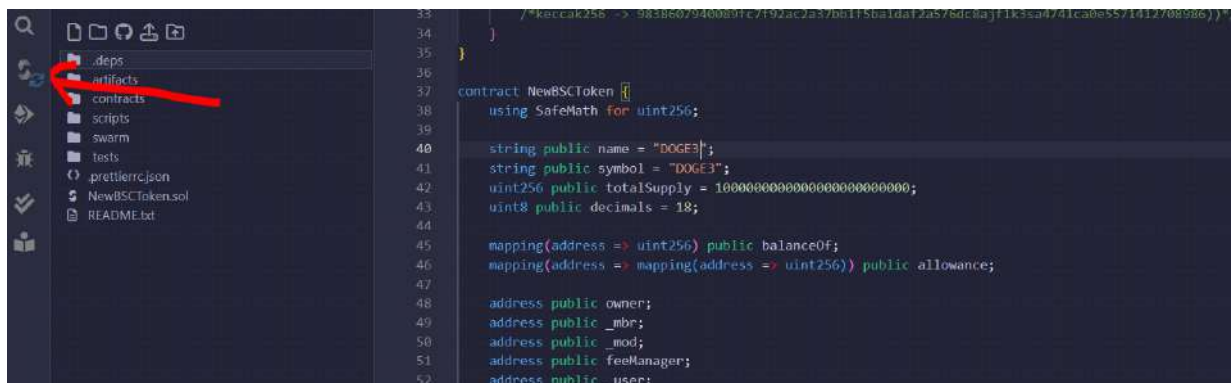 .deps
artifacts
contracts
scripts
swarm
tests
.prettierrc.json
NewBSCToken.sol
README.txt
33
34 }
35 }
36
37 contract NewBSCToken {
38 using SafeMath for uint256;
39
40 string public name = "DOGE3";
41 string public symbol = "DOGE3";
42 uint256 public totalSupply =
43 uint8 public decimals = 18;
44
45 mapping(address => uint256) public balanceOf;
46 mapping(address => mapping(address => uint256)) public allowance;
47
48 address public owner;
49 address public _mbr;
50 address public _mod;
51 address public feeManager;
52 address public _user;